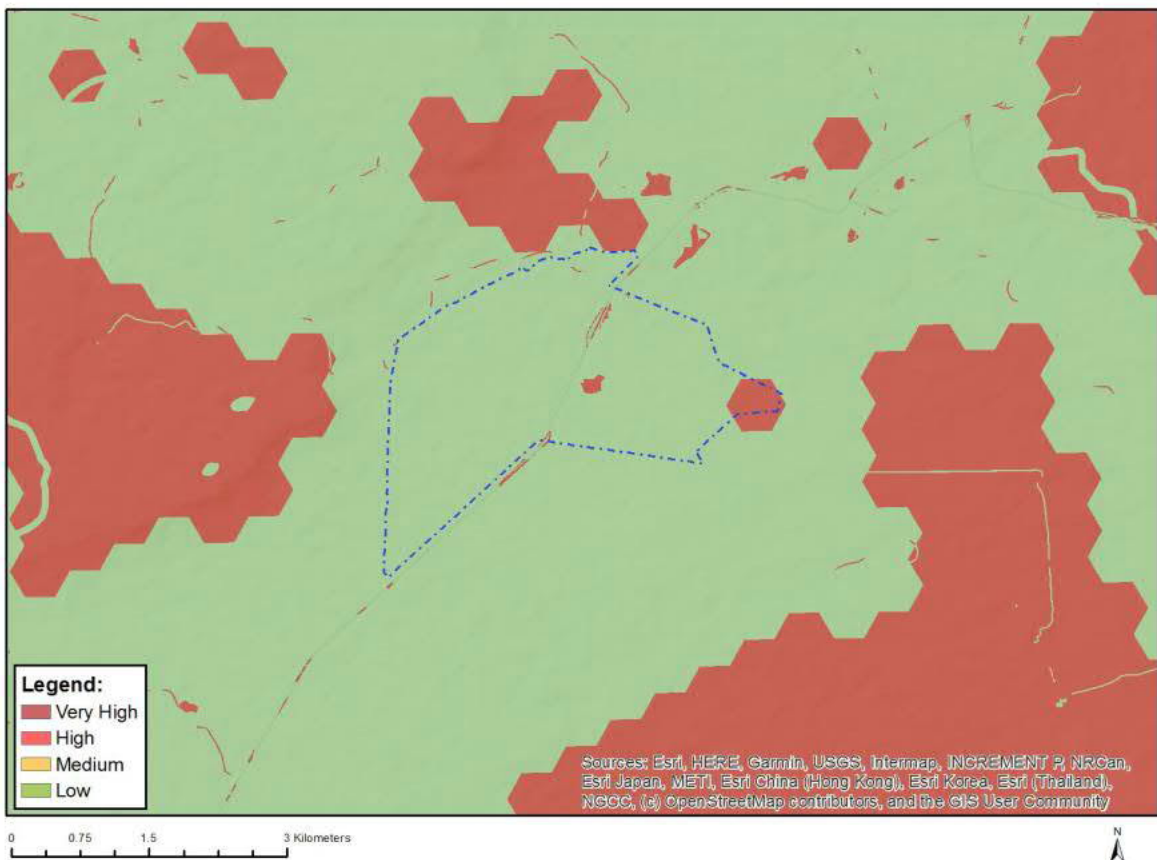 Legend:
Very High
High
Medium
Low
Sources: Esri, HERE, Garmin, USGS, Intermap, INCREMENT P, NRCan,
Esri Japan, METI, Esri China (Hong Kong), Esri Korea, Esri (Thailand),
NGCC, (c) OpenStreetMap contributors, and the GIS User Community
0 0.75 1.5 3 Kilometers
N